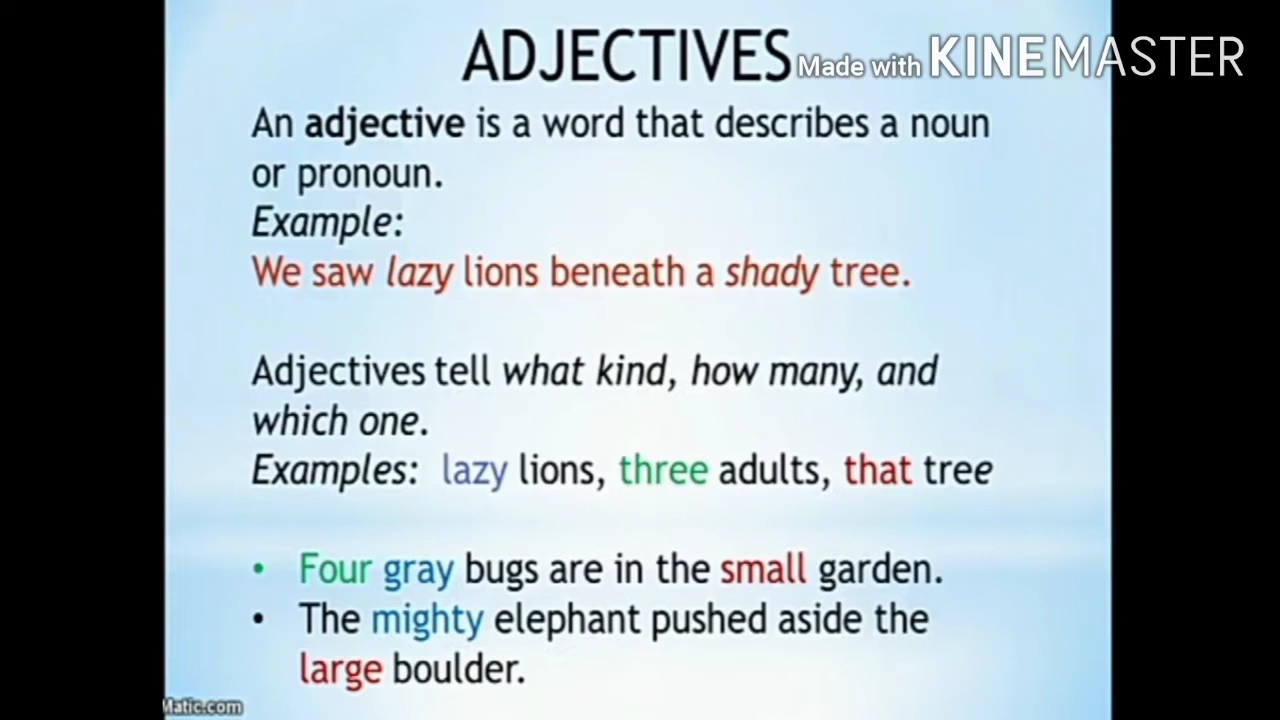 ADJECTIVES
Made with KINEMASTER
An adjective is a word that describes a noun
or pronoun.
Example:
We saw lazy lions beneath a shady tree.
Adjectives tell what kind, how many, and
which one.
Examples: lazy lions, three adults, that tree
• Four gray bugs are in the small garden.
• The mighty elephant pushed aside the
large boulder.
Matic.com